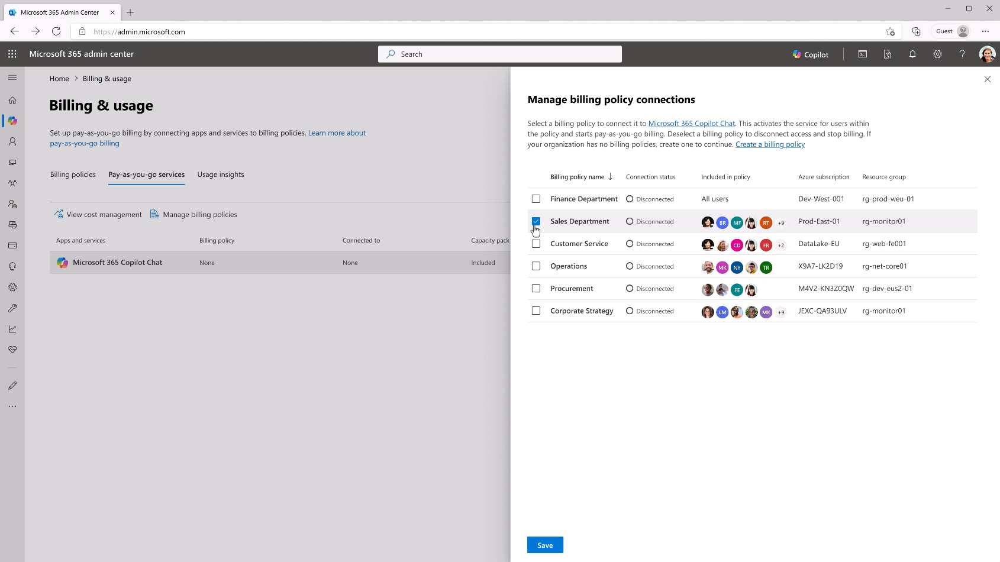 Microsoft 365 Admin Center
https://admin.microsoft.com
Guest
Microsoft 365 admin center
Search
Copilot
Home > Billing & usage
Billing & usage
Set up pay-as-you-go billing by connecting apps and services to billing policies. Learn more about
pay-as-you-go billing
Billing policies Pay-as-you-go services Usage insights
View cost management Manage billing policies
Apps and services Billing policy Connected to Capacity pack
Microsoft 365 Copilot Chat None None Included
Manage billing policy connections
Select a billing policy to connect it to Microsoft 365 Copilot Chat. This activates the service for users within
the policy and starts pay-as-you-go billing. Deselect a billing policy to disconnect access and stop billing. If
your organization has no billing policies, create one to continue. Create a billing policy
Billing policy name ↓ Connection status Included in policy Azure subscription Resource group
Finance Department Disconnected All users Dev-West-001 rg-prod-weu-01
Sales Department Disconnected BR MF RT +9 Prod-East-01 rg-monitor01
Customer Service Disconnected CD FR +2 DataLake-EU rg-web-fe001
Operations Disconnected MK NY TR X9A7-LK2D19 rg-net-core01
Procurement Disconnected FE M4V2-KN3Z0QW rg-dev-eus2-01
Corporate Strategy Disconnected LM MK +9 JEXC-QA93ULV rg-monitor01
Save